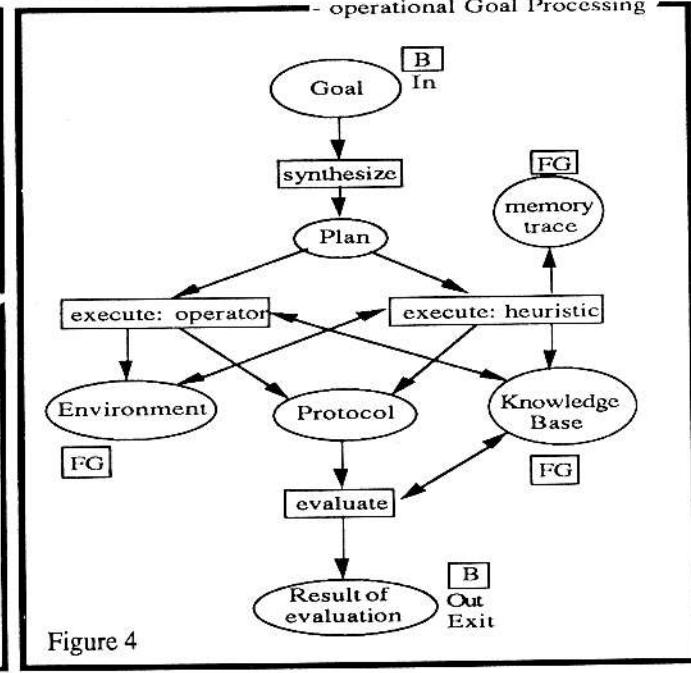 - operational Goal Processing
B
In
Goal
synthesize
FG
memory
trace
Plan
execute: operator
execute: heuristic
Environment
Protocol
Knowledge
Base
FG
FG
evaluate
B
Result of
evaluation
Out
Exit
Figure 4